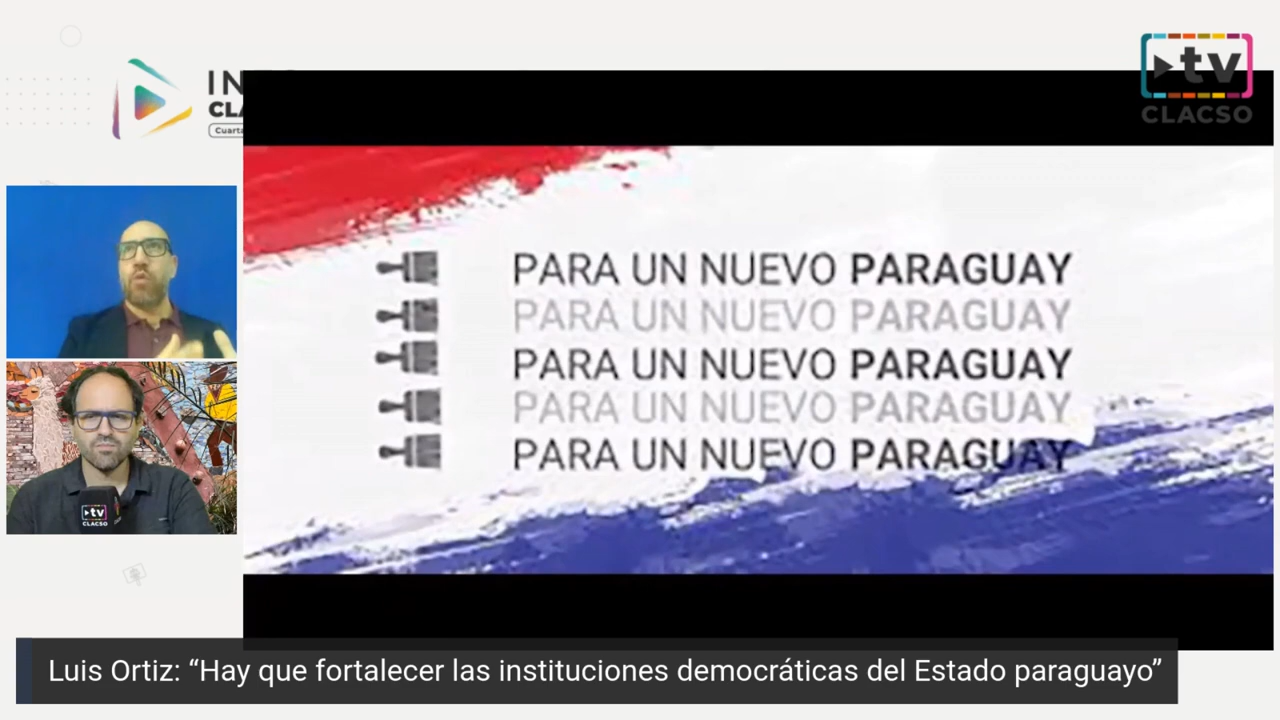 tv
CLACSO
PARA UN NUEVO PARAGUAY
PARA UN NUEVO PARAGUAY
PARA UN NUEVO PARAGUAY
PARA UN NUEVO PARAGUAY
PARA UN NUEVO PARAGUAY
tv
CLACSO
Luis Ortiz: “Hay que fortalecer las instituciones democráticas del Estado paraguayo”